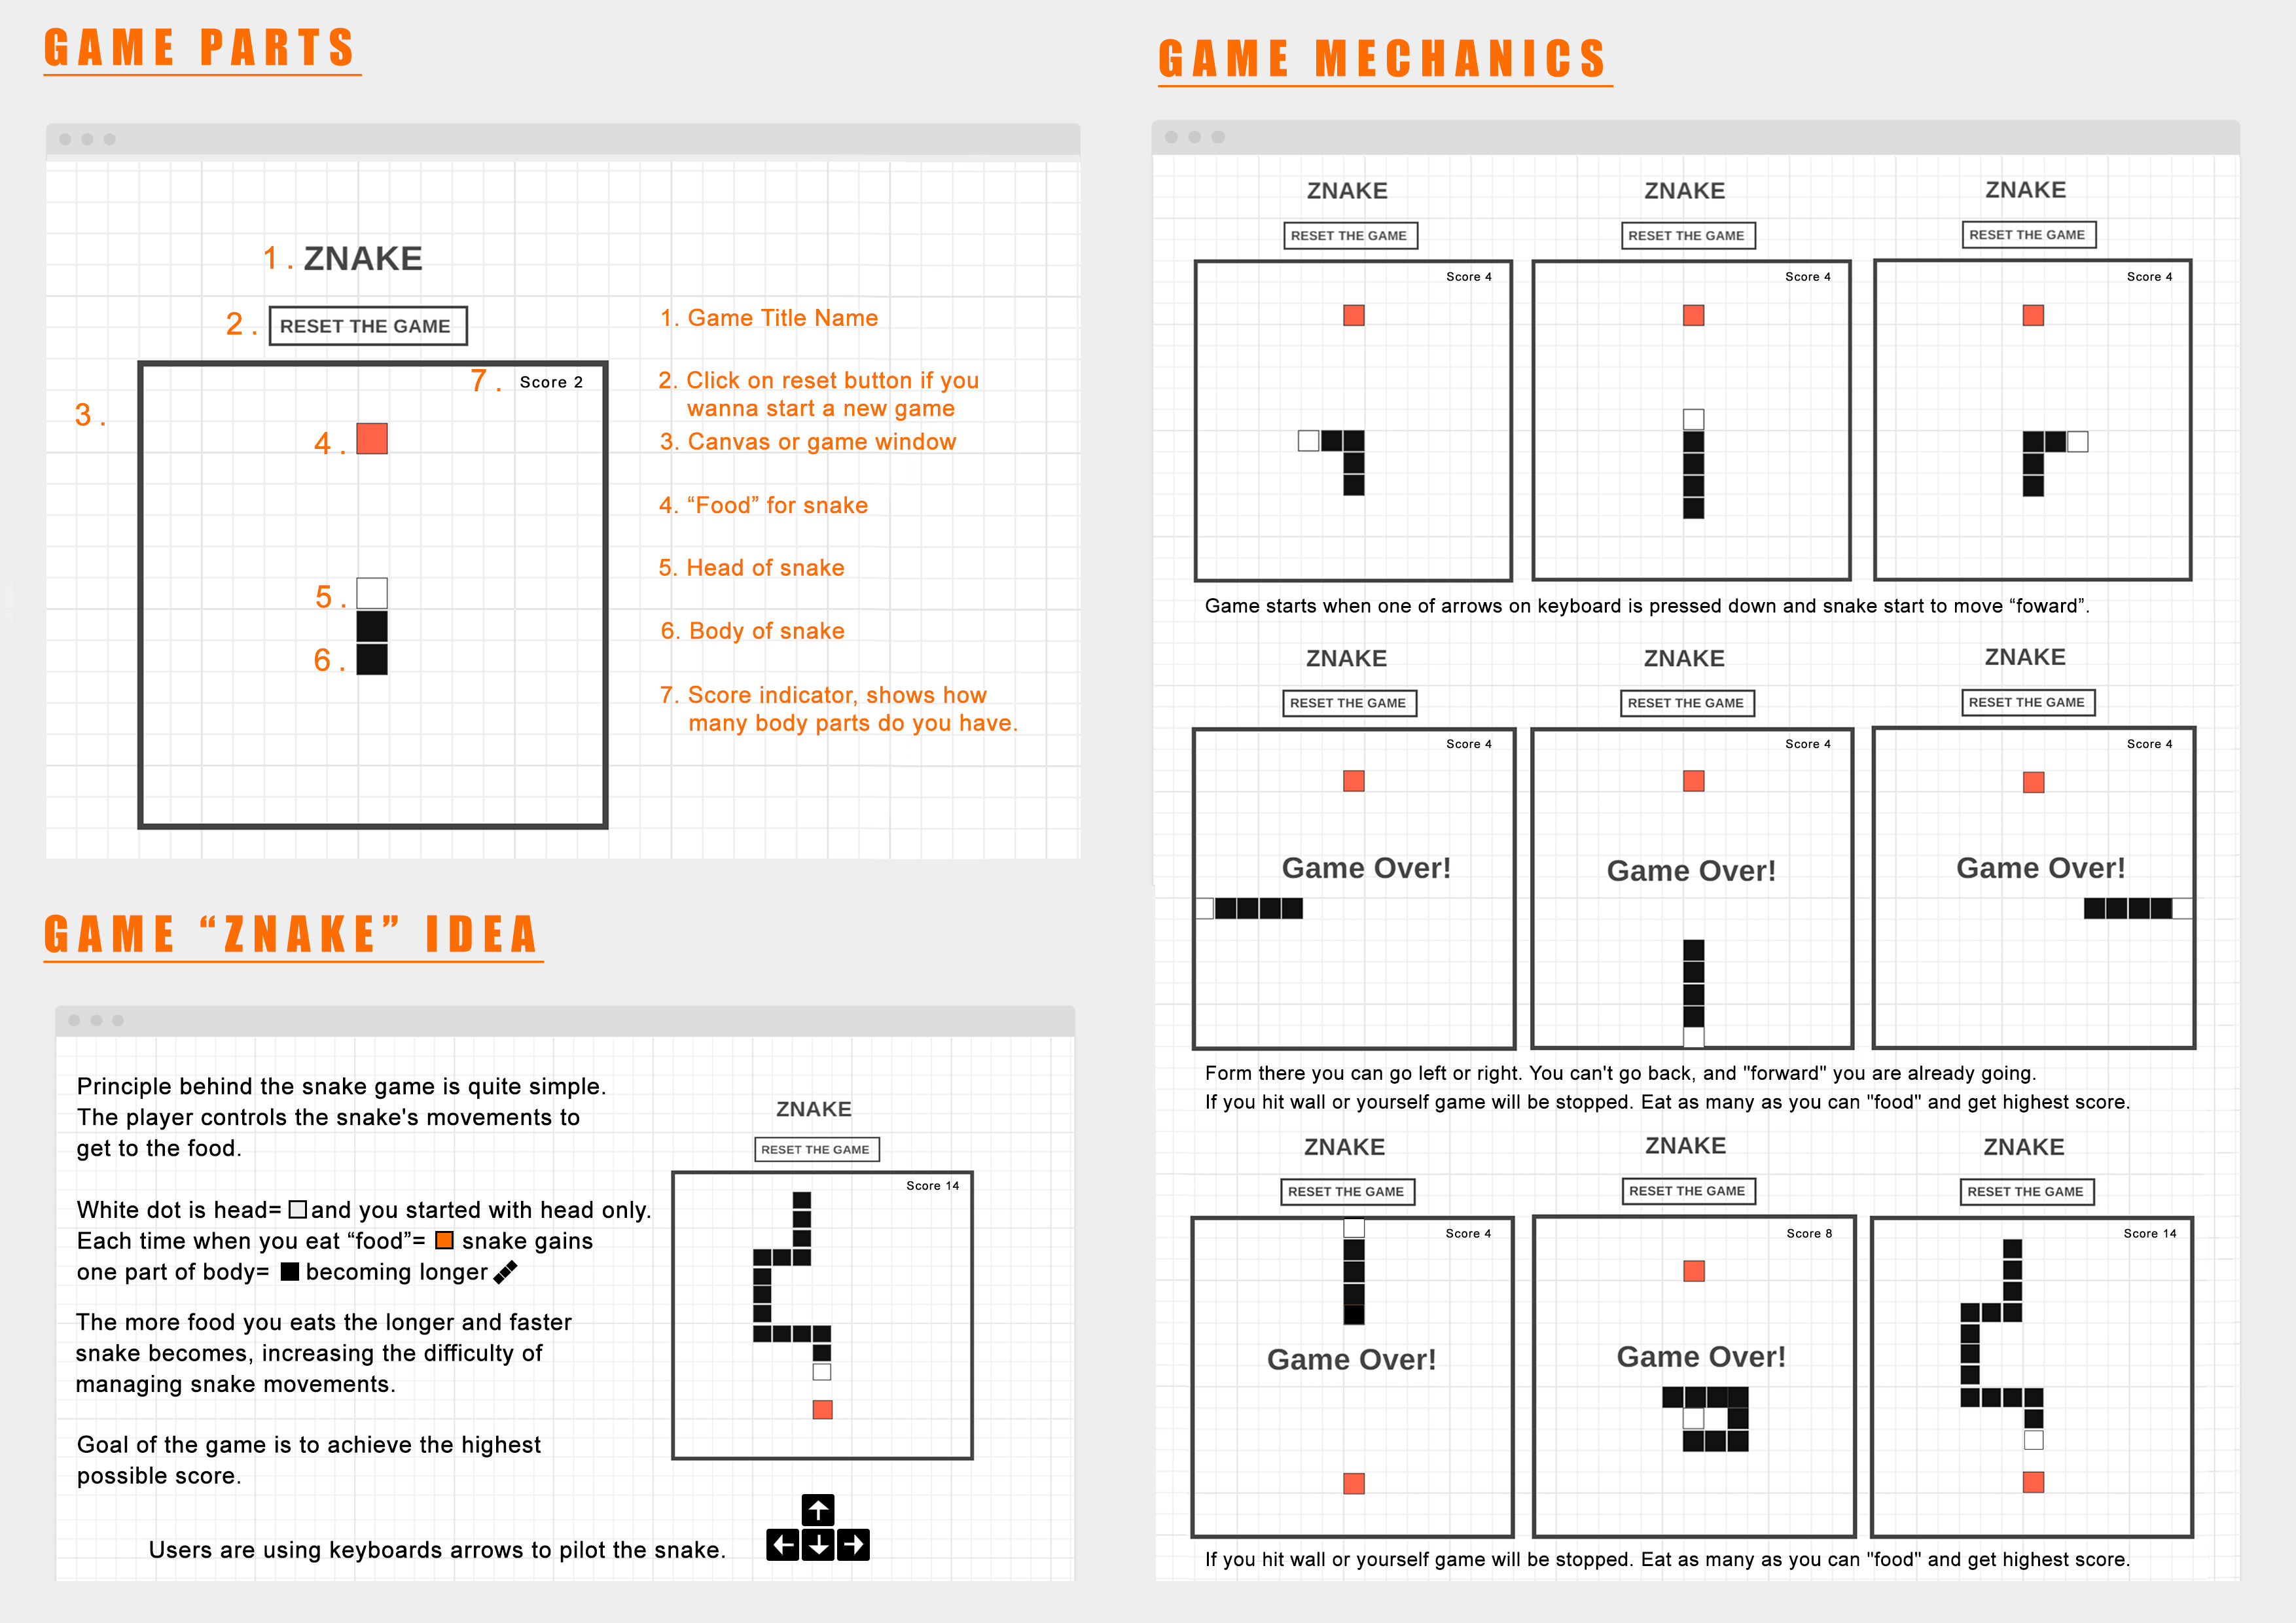 GAME PARTS
1. ZNAKE
2. RESET THE GAME
3.
7. Score 2
4.
5.
6.
1. Game Title Name
2. Click on reset button if you
wanna start a new game
3. Canvas or game window
4. “Food” for snake
5. Head of snake
6. Body of snake
7. Score indicator, shows how
many body parts do you have.
GAME “ZNAKE” IDEA
Principle behind the snake game is quite simple.
The player controls the snake's movements to
get to the food.
White dot is head= and you started with head only.
Each time when you eat “food”= snake gains
one part of body= becoming longer
The more food you eats the longer and faster
snake becomes, increasing the difficulty of
managing snake movements.
Goal of the game is to achieve the highest
possible score.
Users are using keyboards arrows to pilot the snake.
ZNAKE
RESET THE GAME
Score 14
GAME MECHANICS
ZNAKE
RESET THE GAME
Score 4
ZNAKE
RESET THE GAME
Score 4
ZNAKE
RESET THE GAME
Score 4
Game starts when one of arrows on keyboard is pressed down and snake start to move “foward”.
ZNAKE
RESET THE GAME
Score 4
Game Over!
ZNAKE
RESET THE GAME
Score 4
Game Over!
ZNAKE
RESET THE GAME
Score 4
Game Over!
Form there you can go left or right. You can't go back, and "forward" you are already going.
If you hit wall or yourself game will be stopped. Eat as many as you can "food" and get highest score.
ZNAKE
RESET THE GAME
Score 4
Game Over!
ZNAKE
RESET THE GAME
Score 8
Game Over!
ZNAKE
RESET THE GAME
Score 14
If you hit wall or yourself game will be stopped. Eat as many as you can "food" and get highest score.